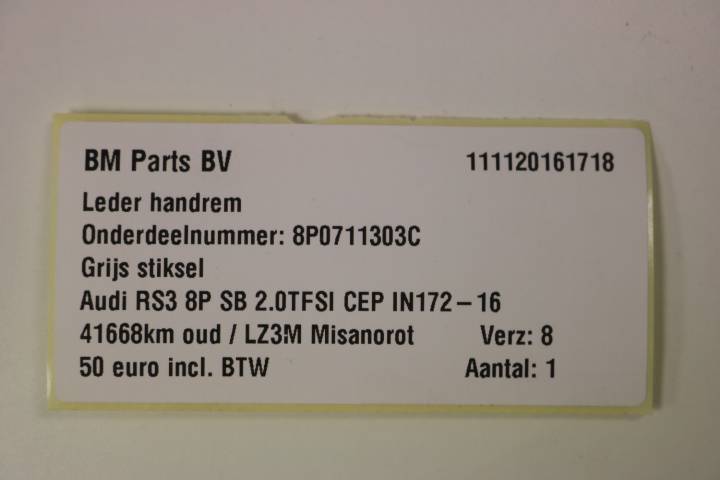 BM Parts BV 111120161718
Leder handrem
Onderdeelnummer: 8P0711303C
Grijs stiksel
Audi RS3 8P SB 2.0TFSI CEP IN172-16
41668km oud / LZ3M Misanorot Verz: 8
50 euro incl. BTW Aantal: 1